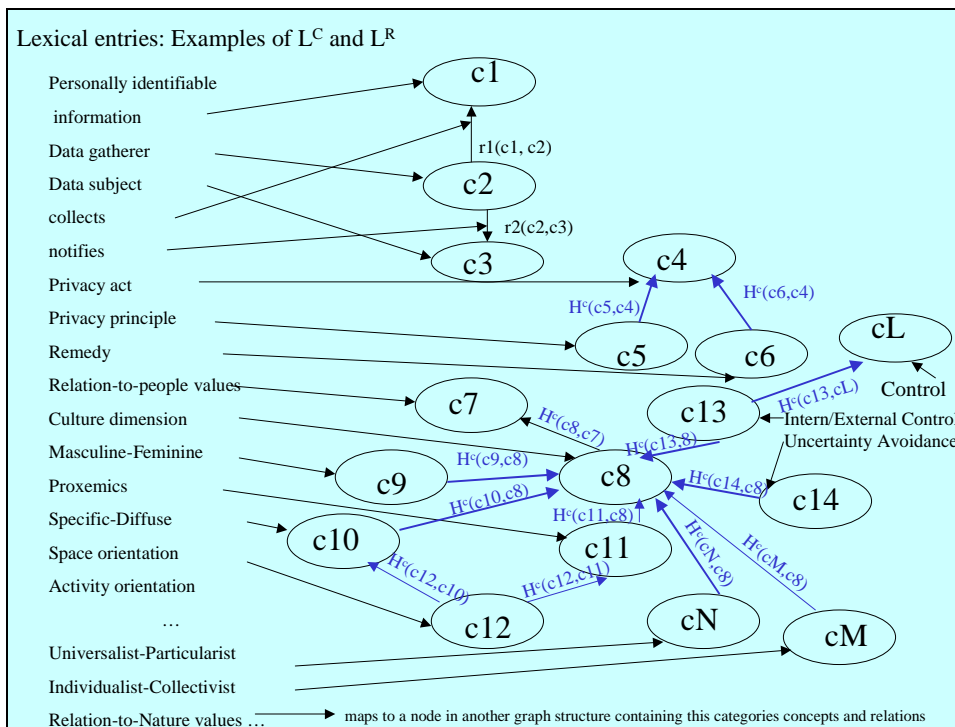 Lexical entries: Examples of L^C and L^R
Personally identifiable
information
Data gatherer
Data subject
collects
notifies
Privacy act
Privacy principle
Remedy
Relation-to-people values
Culture dimension
Masculine-Feminine
Proxemics
Specific-Diffuse
Space orientation
Activity orientation
…
Universalist-Particularist
Individualist-Collectivist
Relation-to-Nature values …
c1
r1(c1, c2)
c2
r2(c2,c3)
c3
c4
H^c(c5,c4)
H^c(c6,c4)
c5
c6
cL
Control
H^c(c13,cL)
c7
c13
Intern/External Control
Uncertainty Avoidance
H^c(c8,c7)
H^c(c13,8)
H^c(c9,c8)
c9
c8
H^c(c14,c8)
c14
H^c(c10,c8)
H^c(c11,c8)
c10
c11
H^c(N,c8)
H^c(cM,c8)
H^c(c12,c10)
H^c(c12,c11)
c12
cN
cM
maps to a node in another graph structure containing this categories concepts and relations